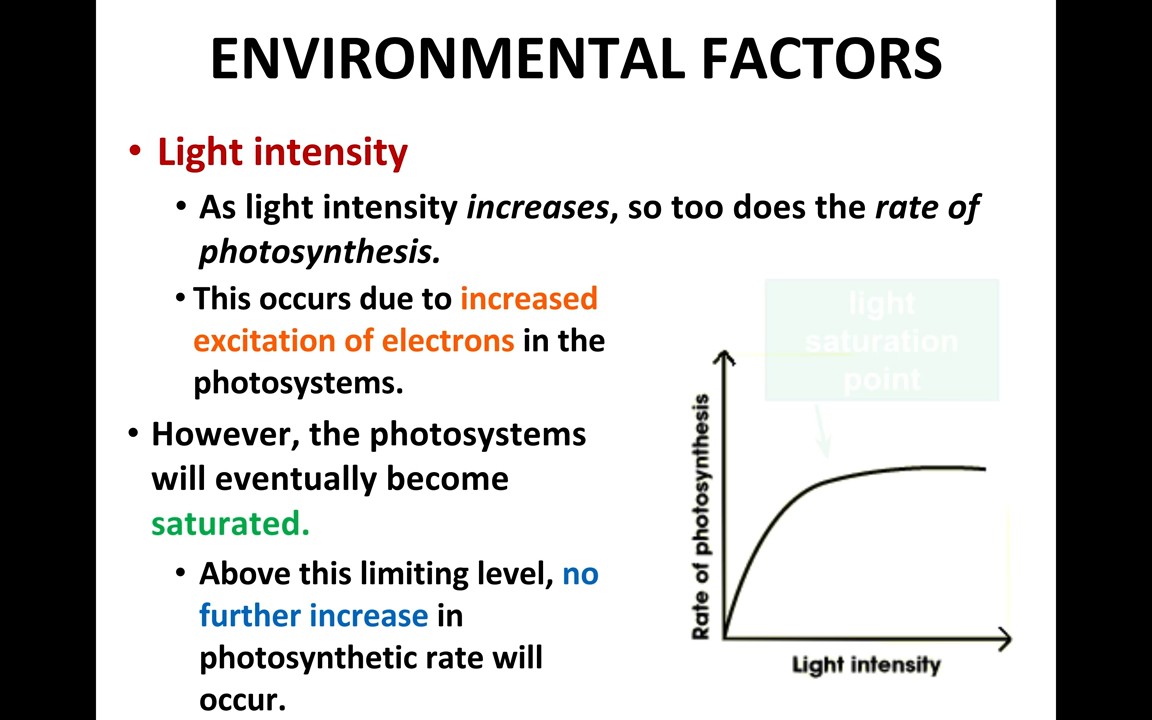 ENVIRONMENTAL FACTORS
• Light intensity
• As light intensity increases, so too does the rate of
photosynthesis.
• This occurs due to increased
excitation of electrons in the
photosystems.
• However, the photosystems
will eventually become
saturated.
• Above this limiting level, no
further increase in
photosynthetic rate will
occur.
light
saturation
point
Rate of photosynthesis
Light intensity